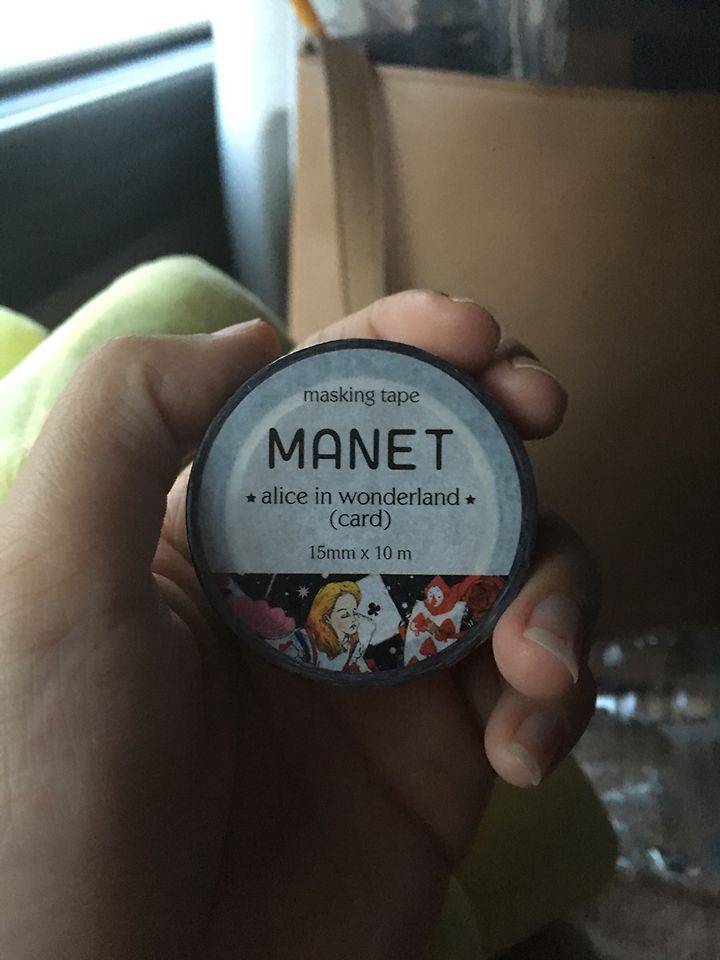 masking tape
MANET
★ alice in wonderland ★
(card)
15mm x 10 m